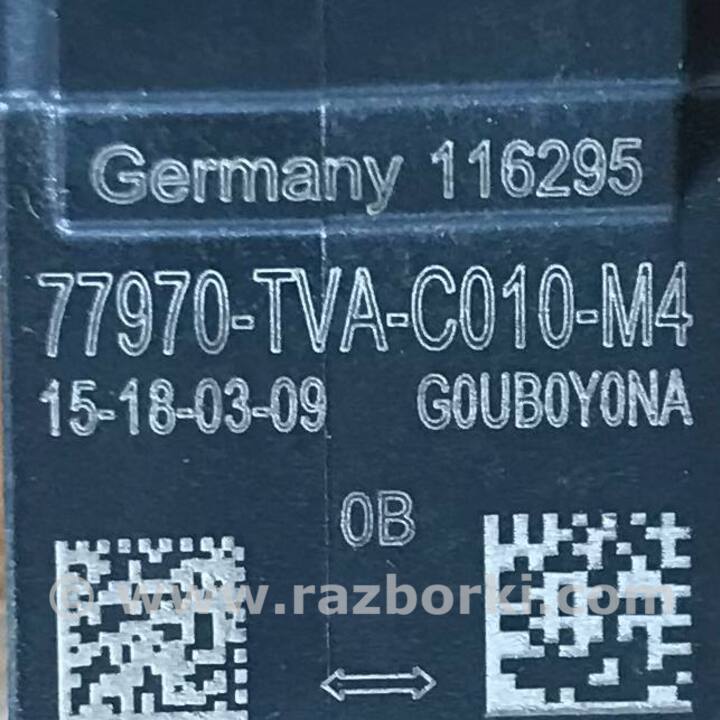 Germany 116295
77970-TVA-C010-M4
15-18-03-09 G0UB0Y0NA
0B
© www.razborki.com